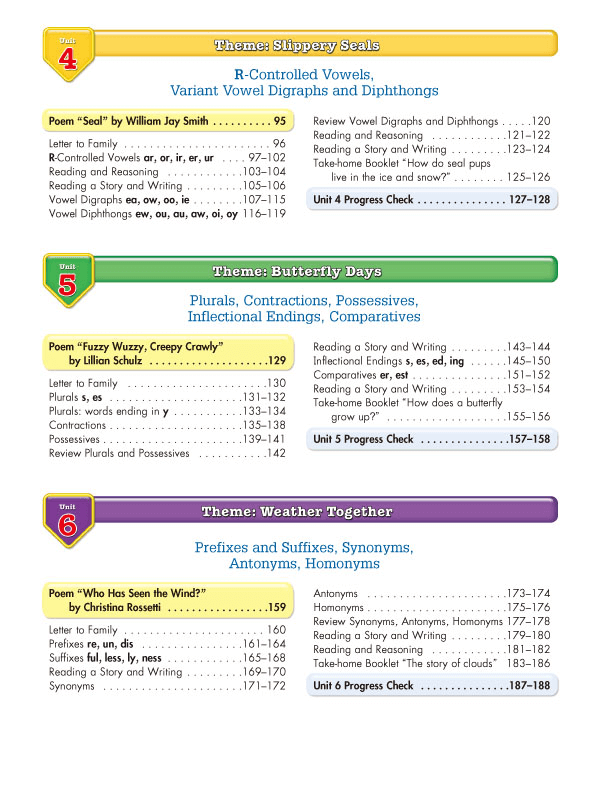 Unit
4
Theme: Slippery Seals
R-Controlled Vowels,
Variant Vowel Digraphs and Diphthongs
Poem “Seal” by William Jay Smith . . . . . . . . . . 95
Letter to Family . . . . . . . . . . . . . . . . . . . . . . 96
R-Controlled Vowels ar, or, ir, er, ur . . . . 97–102
Reading and Reasoning . . . . . . . . . . . .103–104
Reading a Story and Writing . . . . . . . . .105–106
Vowel Digraphs ea, ow, oo, ie . . . . . . . .107–115
Vowel Diphthongs ew, ou, au, aw, oi, oy 116–119
Review Vowel Digraphs and Diphthongs . . . . .120
Reading and Reasoning . . . . . . . . . . . .121–122
Reading a Story and Writing . . . . . . . . .123–124
Take-home Booklet “How do seal pups
live in the ice and snow?” . . . . . . . . 125–126
Unit 4 Progress Check . . . . . . . . . . . . . . 127–128
Unit
5
Theme: Butterfly Days
Plurals, Contractions, Possessives,
Inflectional Endings, Comparatives
Poem “Fuzzy Wuzzy, Creepy Crawly”
by Lillian Schulz . . . . . . . . . . . . . . . . . . .129
Letter to Family . . . . . . . . . . . . . . . . . . . . . .130
Plurals s, es . . . . . . . . . . . . . . . . . . . .131–132
Plurals: words ending in y . . . . . . . . . . .133–134
Contractions . . . . . . . . . . . . . . . . . . . .135–138
Possessives . . . . . . . . . . . . . . . . . . . . .139–141
Review Plurals and Possessives . . . . . . . . . . .142
Reading a Story and Writing . . . . . . . . .143–144
Inflectional Endings s, es, ed, ing . . . . . .145–150
Comparatives er, est . . . . . . . . . . . . . .151–152
Reading a Story and Writing . . . . . . . . .153–154
Take-home Booklet “How does a butterfly
grow up?” . . . . . . . . . . . . . . . . . . .155–156
Unit 5 Progress Check . . . . . . . . . . . . . . .157–158
Unit
6
Theme: Weather Together
Prefixes and Suffixes, Synonyms,
Antonyms, Homonyms
Poem “Who Has Seen the Wind?”
by Christina Rossetti . . . . . . . . . . . . . . . . .159
Letter to Family . . . . . . . . . . . . . . . . . . . . . . 160
Prefixes re, un, dis . . . . . . . . . . . . . . . .161–164
Suffixes ful, less, ly, ness . . . . . . . . . . . .165–168
Reading a Story and Writing . . . . . . . . .169–170
Synonyms . . . . . . . . . . . . . . . . . . . . .171–172
Antonyms . . . . . . . . . . . . . . . . . . . . .173–174
Homonyms . . . . . . . . . . . . . . . . . . . . .175–176
Review Synonyms, Antonyms, Homonyms 177–178
Reading a Story and Writing . . . . . . . . .179–180
Reading and Reasoning . . . . . . . . . . . .181–182
Take-home Booklet “The story of clouds” 183–186
Unit 6 Progress Check . . . . . . . . . . . . . . .187–188